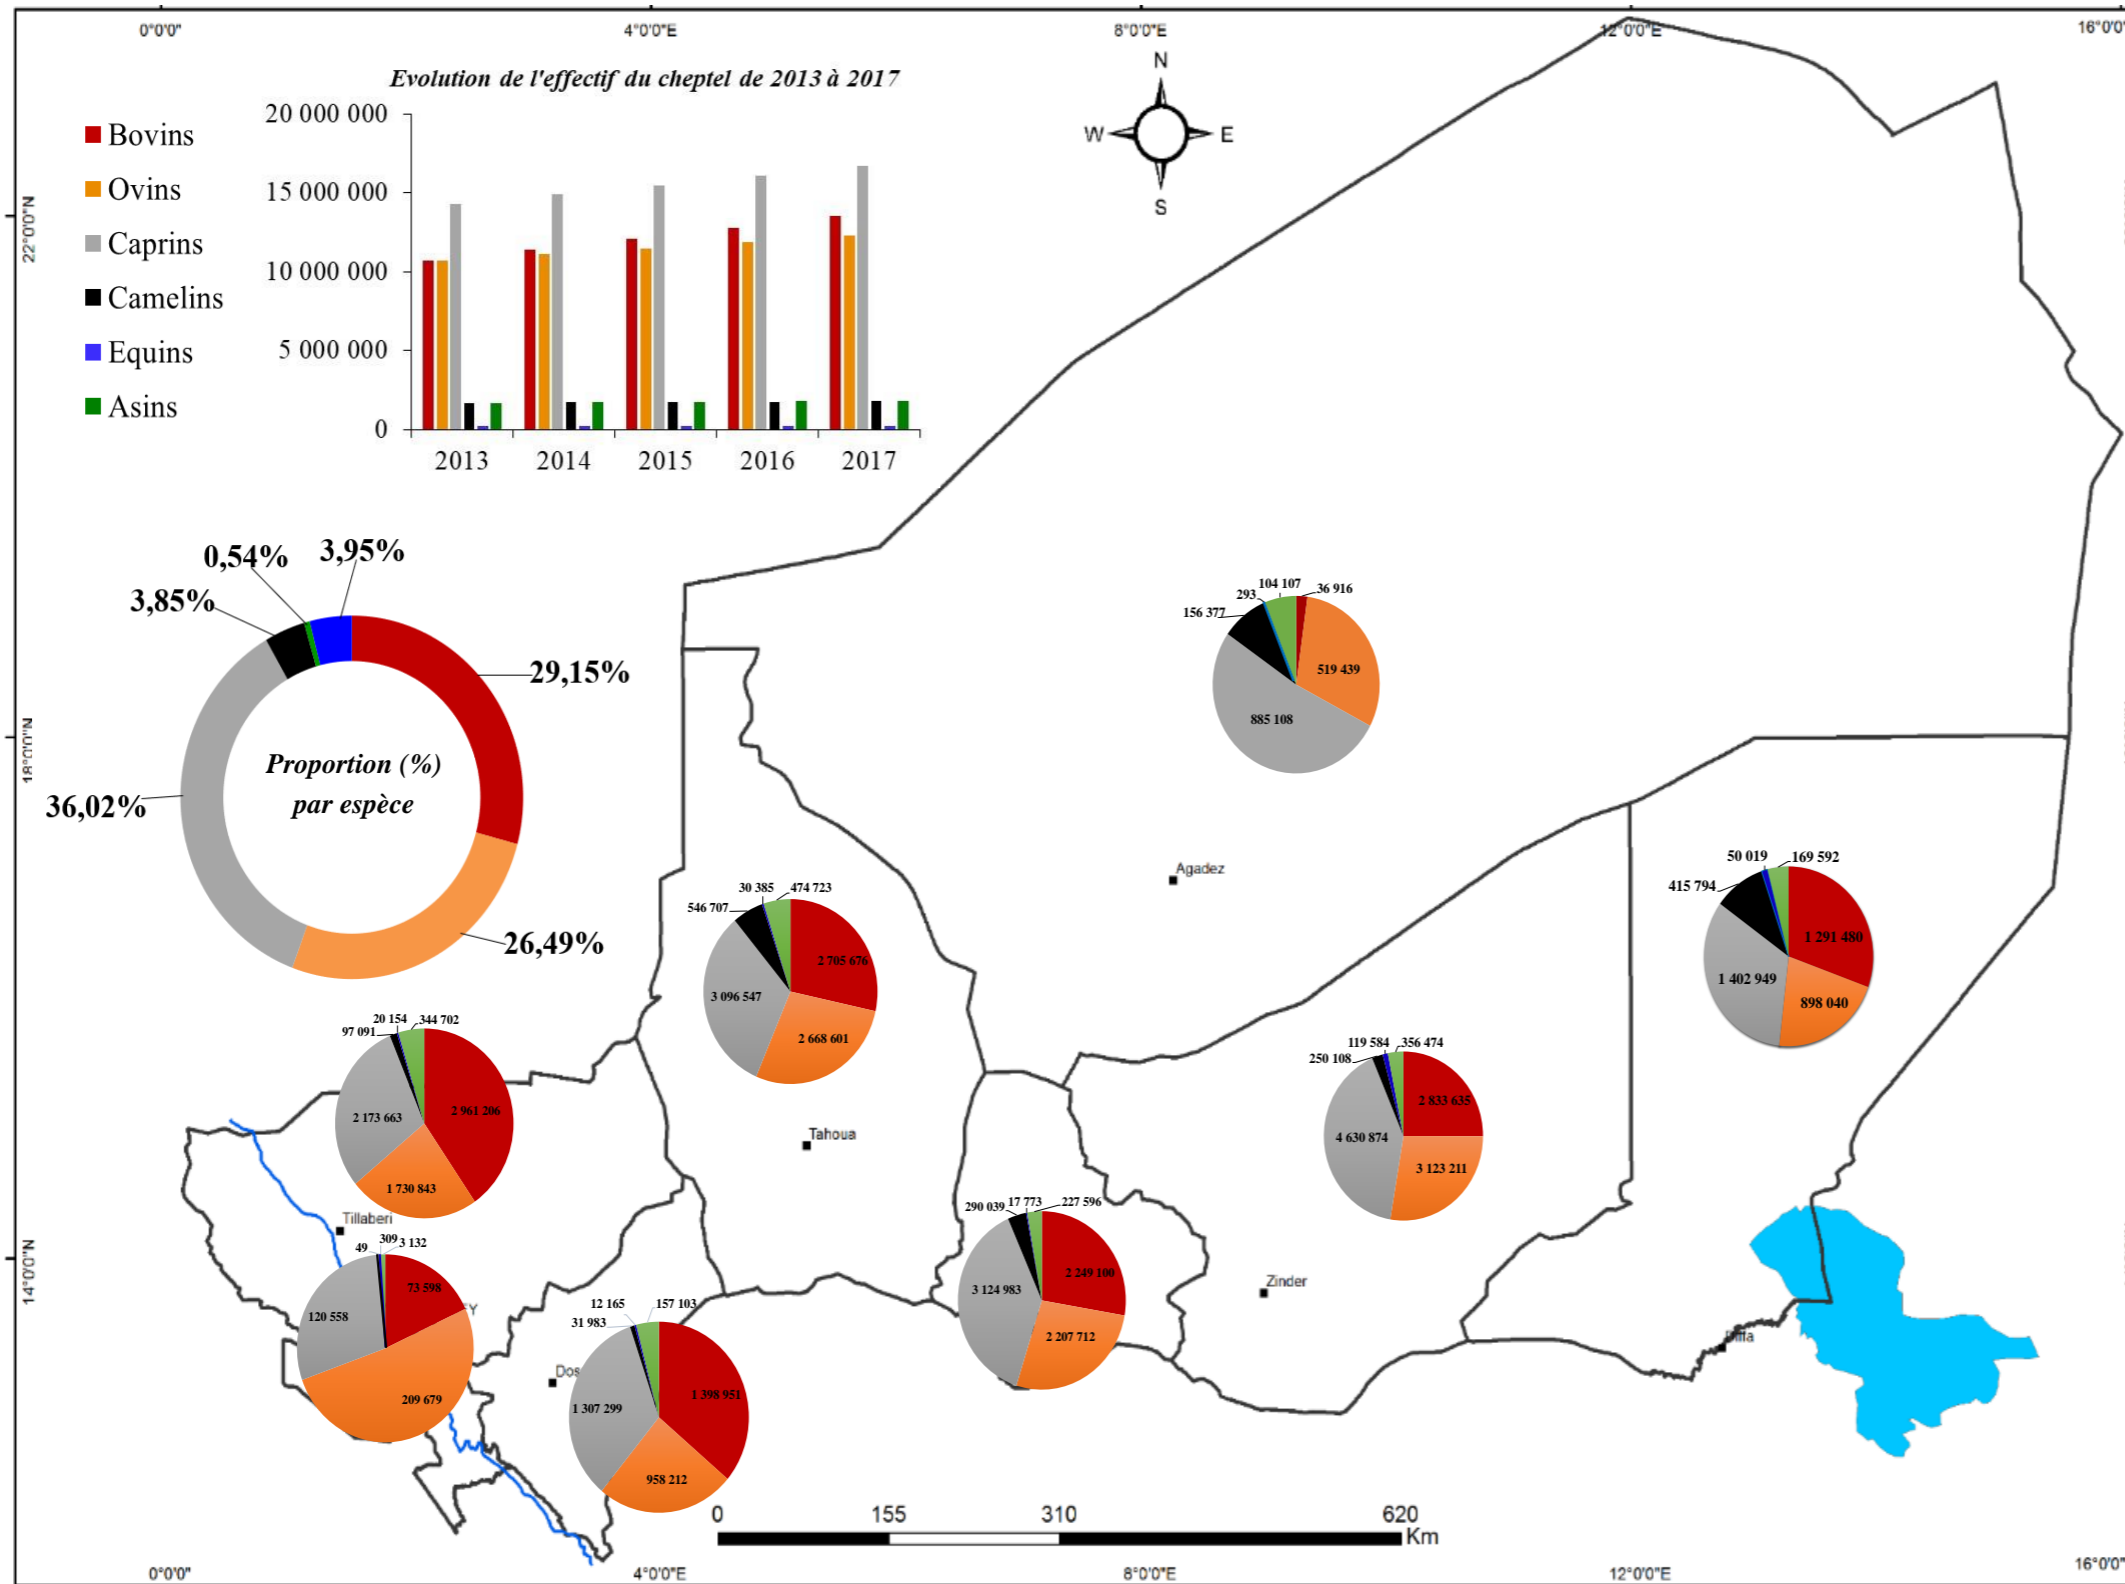 0°0'0"
4°0'0"E
8°0'0"E
12°0'0"E
16°0'0"
N
W
E
S
22°0'0"N
18°0'0"N
14°0'0"N
Evolution de l'effectif du cheptel de 2013 à 2017
Bovins
Ovins
Caprins
Camelins
Equins
Asins
20 000 000
15 000 000
10 000 000
5 000 000
0
2013
2014
2015
2016
2017
0,54%
3,95%
3,85%
29,15%
36,02%
26,49%
Proportion (%)
par espèce
104 107
36 916
293
156 377
519 439
885 108
Agadez
50 019
169 592
415 794
1 291 480
1 402 949
898 040
30 385
474 723
546 707
2 705 676
3 096 547
2 668 601
Tahoua
20 154
344 702
97 091
2 961 206
2 173 663
1 730 843
Tillaberi
119 584
356 474
250 108
2 833 635
4 630 874
3 123 211
Zinder
290 039
17 773
227 596
2 249 100
3 124 983
2 207 712
49
309
3 132
73 598
120 558
209 679
Y
12 165
157 103
31 983
1 398 951
1 307 299
958 212
Dos
0
155
310
620
Km
0°0'0"
4°0'0"E
8°0'0"E
12°0'0"E
16°0'0"